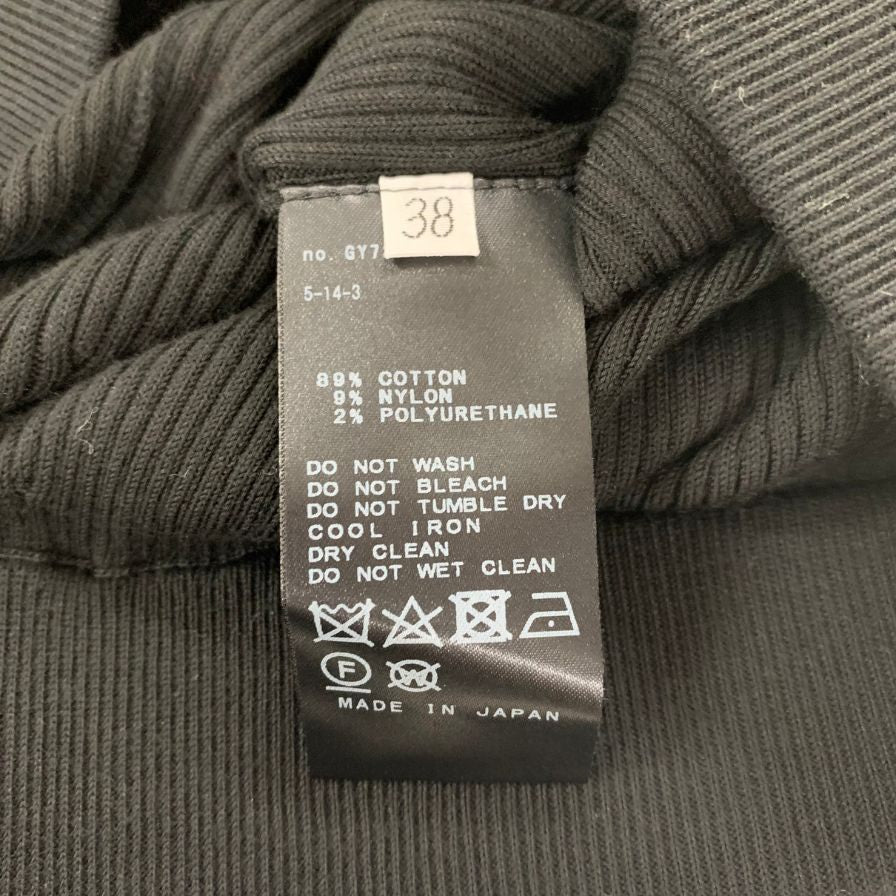 38
no. GY7
5-14-3
89% COTTON
9% NYLON
2% POLYURETHANE
DO NOT WASH
DO NOT BLEACH
DO NOT TUMBLE DRY
COOL IRON
DRY CLEAN
DO NOT WET CLEAN
F W
MADE IN JAPAN